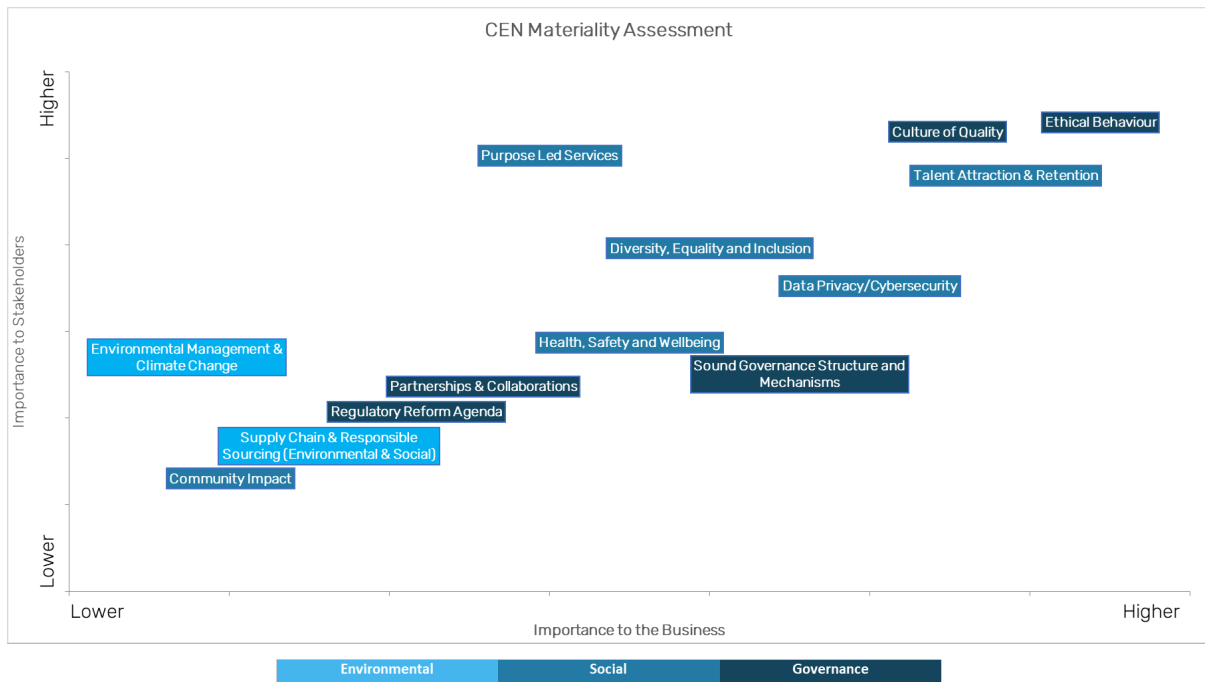 CEN Materiality Assessment
Higher
Ethical Behaviour
Culture of Quality
Purpose Led Services
Talent Attraction & Retention
Importance to Stakeholders
Diversity, Equality and Inclusion
Data Privacy/Cybersecurity
Environmental Management &
Climate Change
Health, Safety and Wellbeing
Sound Governance Structure and
Mechanisms
Partnerships & Collaborations
Regulatory Reform Agenda
Supply Chain & Responsible
Sourcing (Environmental & Social)
Community Impact
Lower
Lower
Higher
Importance to the Business
Environmental
Social
Governance